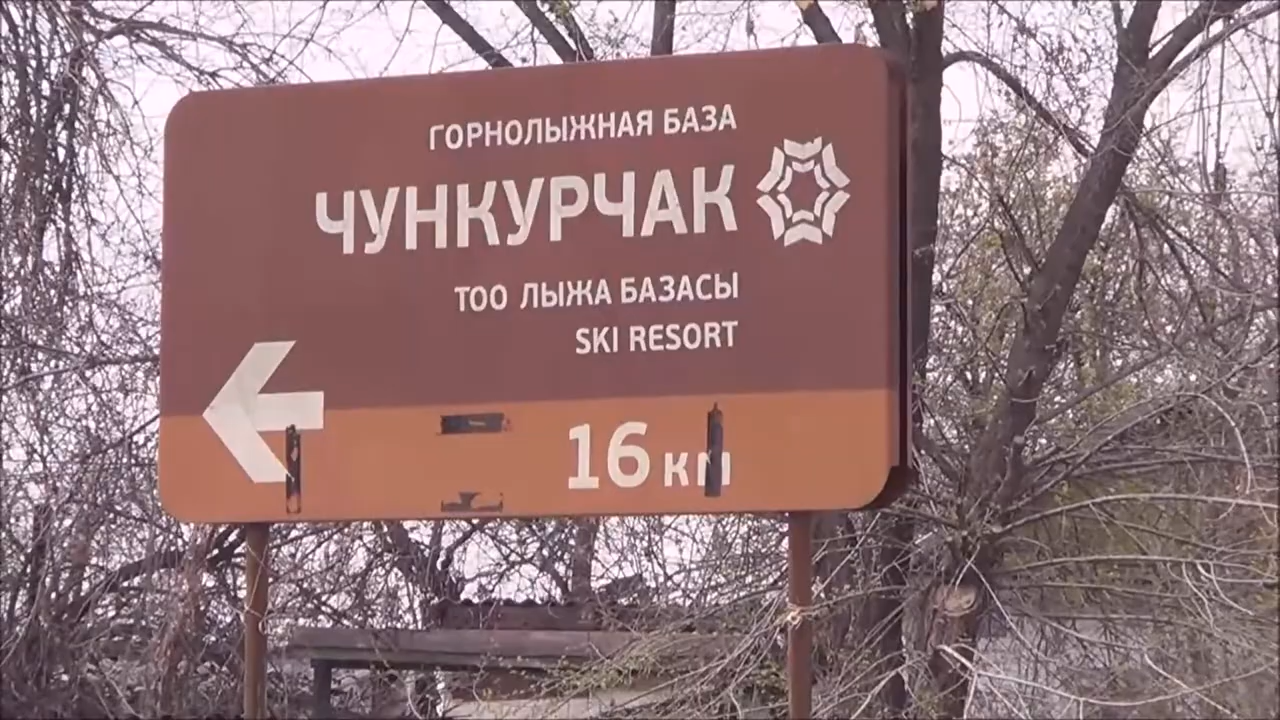 ГОРНОЛЫЖНАЯ БАЗА
ЧУНКУРЧАК
ТОО ЛЫЖА БАЗАСЫ
SKI RESORT
16 км